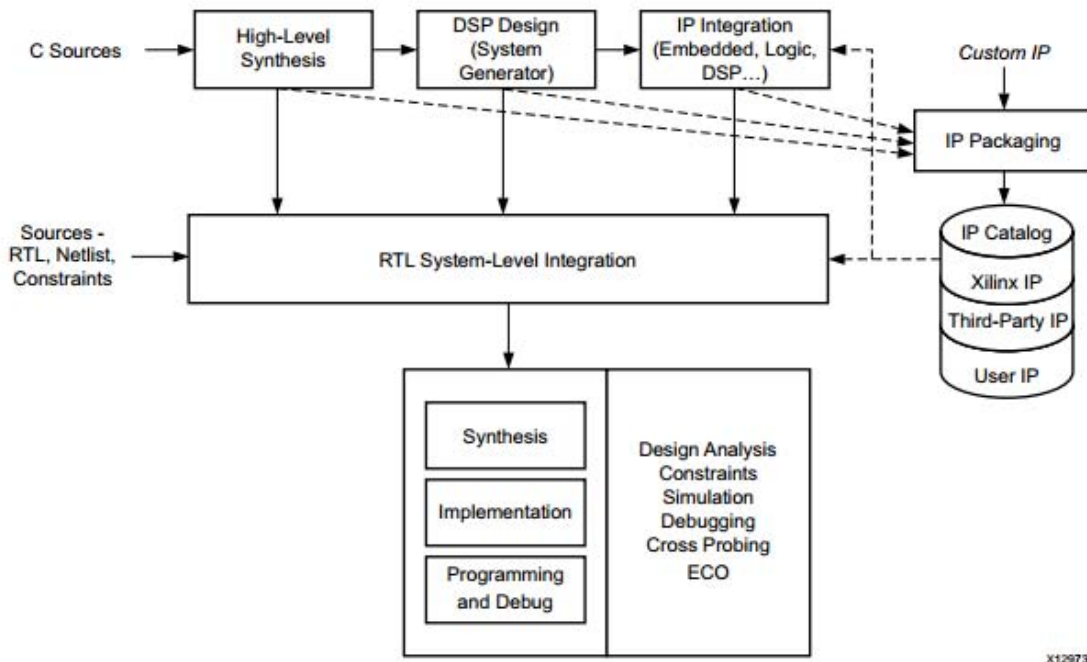 C Sources
High-Level
Synthesis
DSP Design
(System
Generator)
IP Integration
(Embedded, Logic,
DSP…)
Custom IP
IP Packaging
Sources -
RTL, Netlist,
Constraints
RTL System-Level Integration
IP Catalog
Xilinx IP
Third-Party IP
User IP
Synthesis
Implementation
Programming
and Debug
Design Analysis
Constraints
Simulation
Debugging
Cross Probing
ECO
X12973